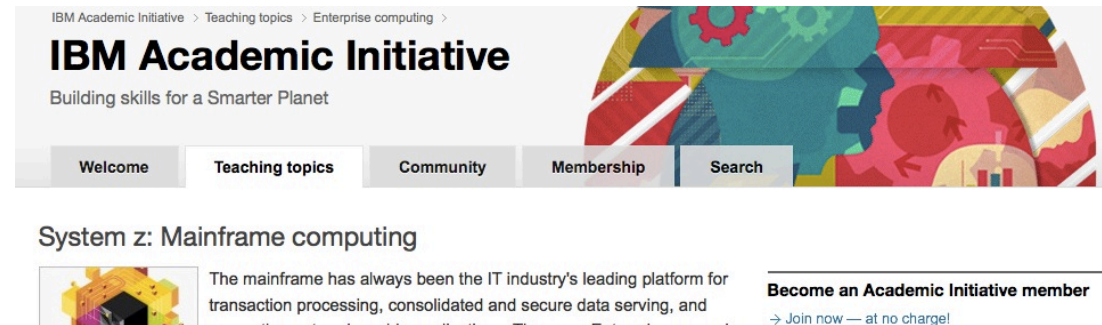 IBM Academic Initiative > Teaching topics > Enterprise computing >
IBM Academic Initiative
Building skills for a Smarter Planet
Welcome
Teaching topics
Community
Membership
Search
System z: Mainframe computing
The mainframe has always been the IT industry's leading platform for
transaction processing, consolidated and secure data serving, and
Become an Academic Initiative member
→ Join now — at no charge!